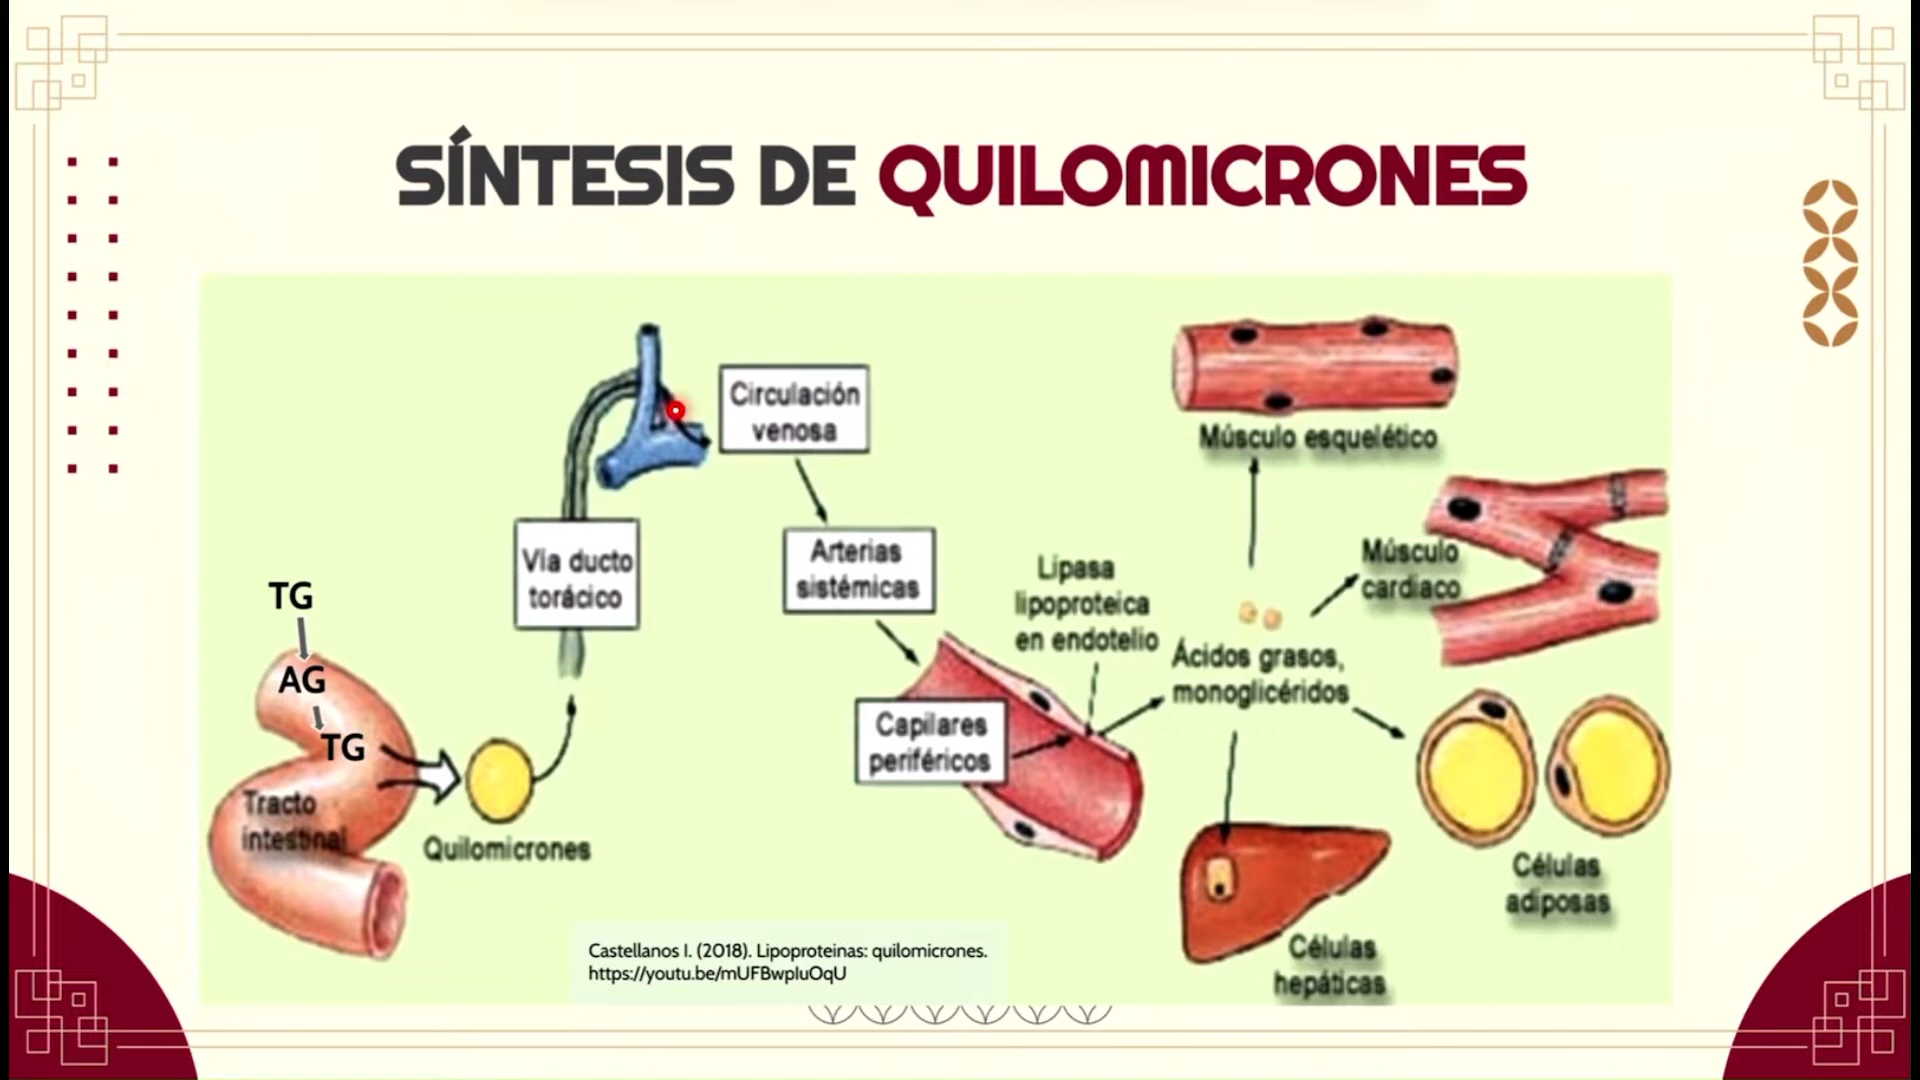 SÍNTESIS DE QUILOMICRONES
TG
AG
TG
Tracto
intestinal
Quilomicrones
Vía ducto
torácico
Circulación
venosa
Arterias
sistémicas
Capilares
periféricos
Lipasa
lipoproteica
en endotelio
Ácidos grasos,
monoglicéridos
Músculo esquelético
Músculo
cardiaco
Células
adiposas
Células
hepáticas
Castellanos I. (2018). Lipoproteinas: quilomicrones.
https://youtu.be/mUFBwpIuOqU